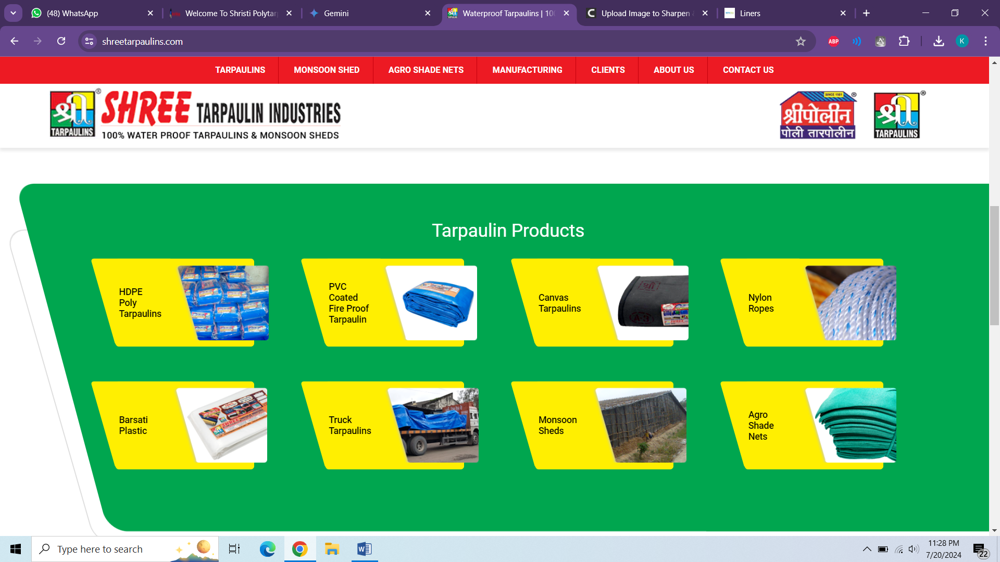 (48) WhatsApp
Welcome To Shristi Polytar
Gemini
Waterproof Tarpaulins | 10
Upload Image to Sharpen
Liners
shreetarpaulins.com
ABP
K
TARPAULINS
MONSOON SHED
AGRO SHADE NETS
MANUFACTURING
CLIENTS
ABOUT US
CONTACT US
श्री
TARPAULINS
®
SHREE TARPAULIN INDUSTRIES
100% WATER PROOF TARPAULINS & MONSOON SHEDS
SINCE 1981
®
श्रीपोलीन
पोली तारपोलीन
®
श्री
TARPAULINS
Tarpaulin Products
HDPE
Poly
Tarpaulins
PVC
Coated
Fire Proof
Tarpaulin
Canvas
Tarpaulins
Nylon
Ropes
Barsati
Plastic
SHREE
Truck
Tarpaulins
Monsoon
Sheds
Agro
Shade
Nets
Type here to search
11:28 PM
7/20/2024
22